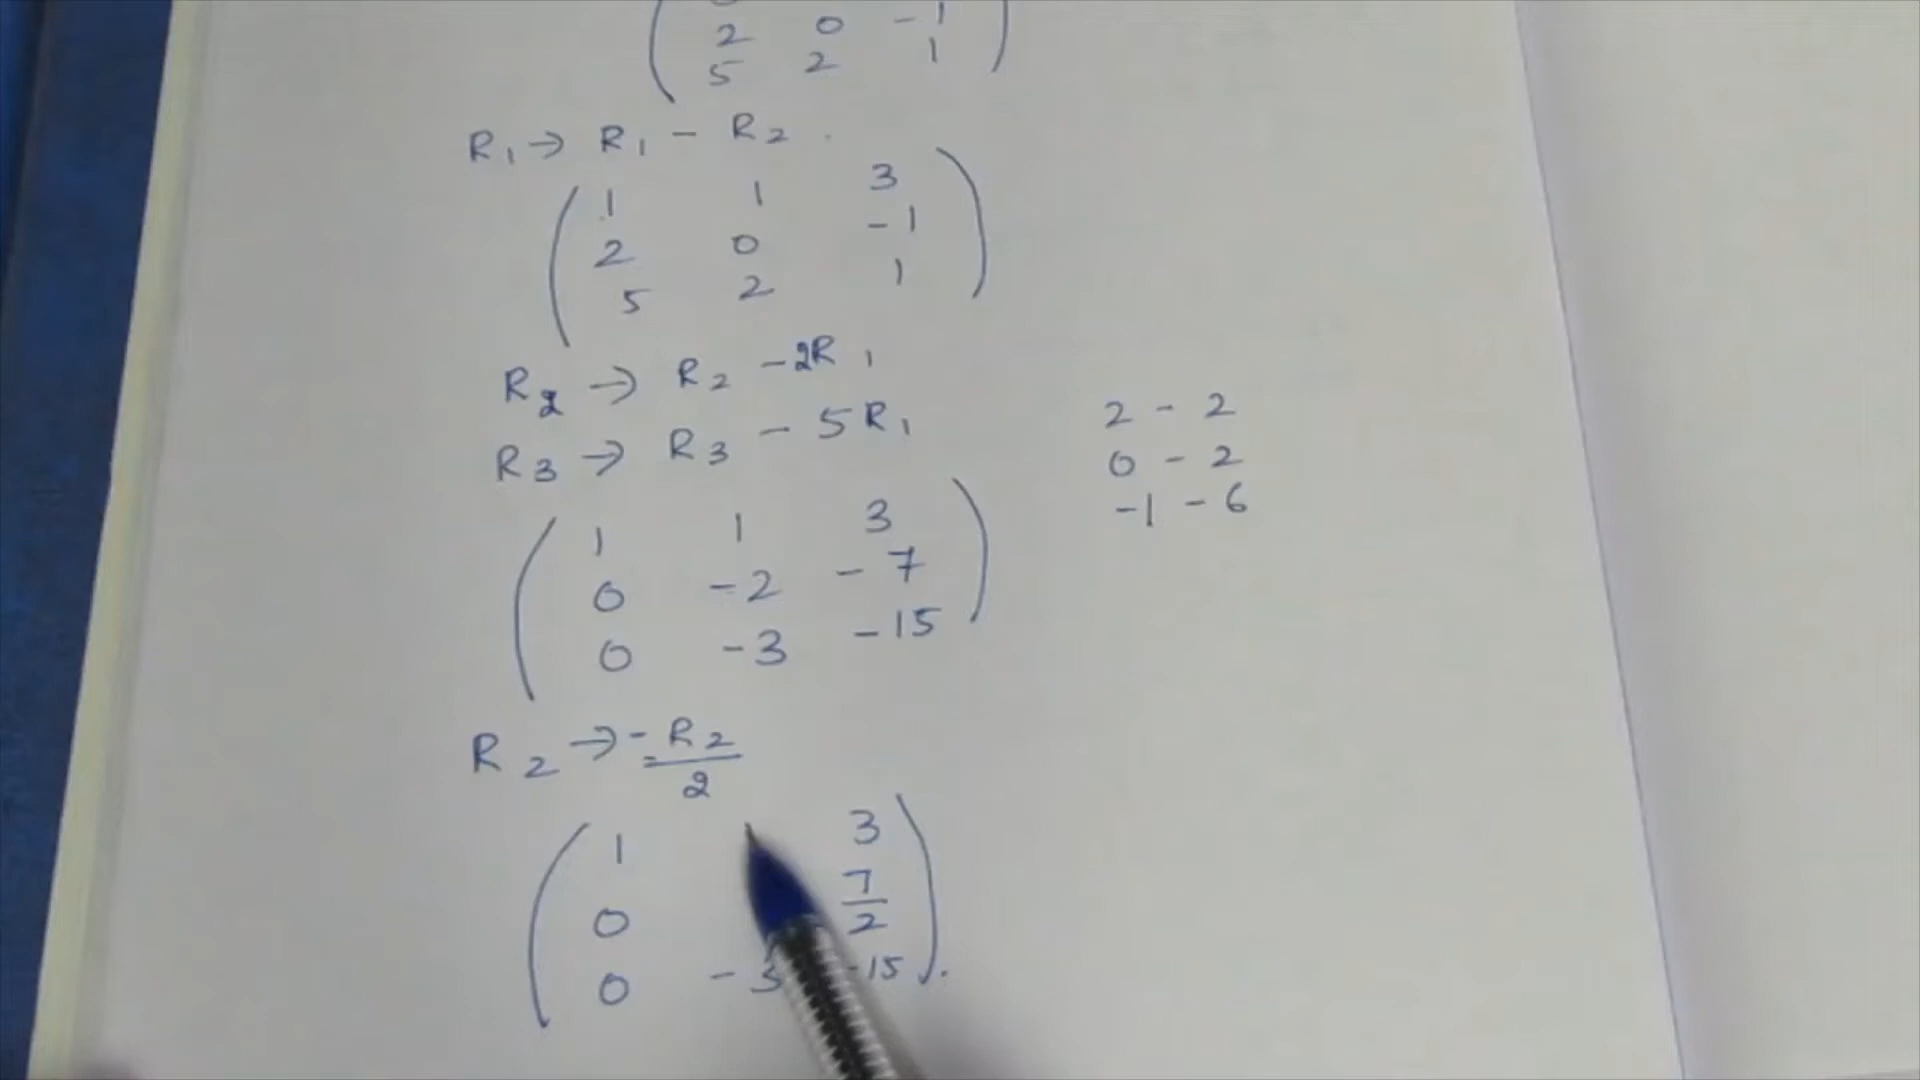 2 0 -1
5 2 1
R1 → R1 - R2
1 1 3
2 0 -1
5 2 1
R2 → R2 - 2R1
R3 → R3 - 5R1
2 - 2
0 - 2
-1 - 6
1 1 3
0 -2 -7
0 -3 -15
R2 → -R2
2
1 3
0 7/2
0 -3 -15